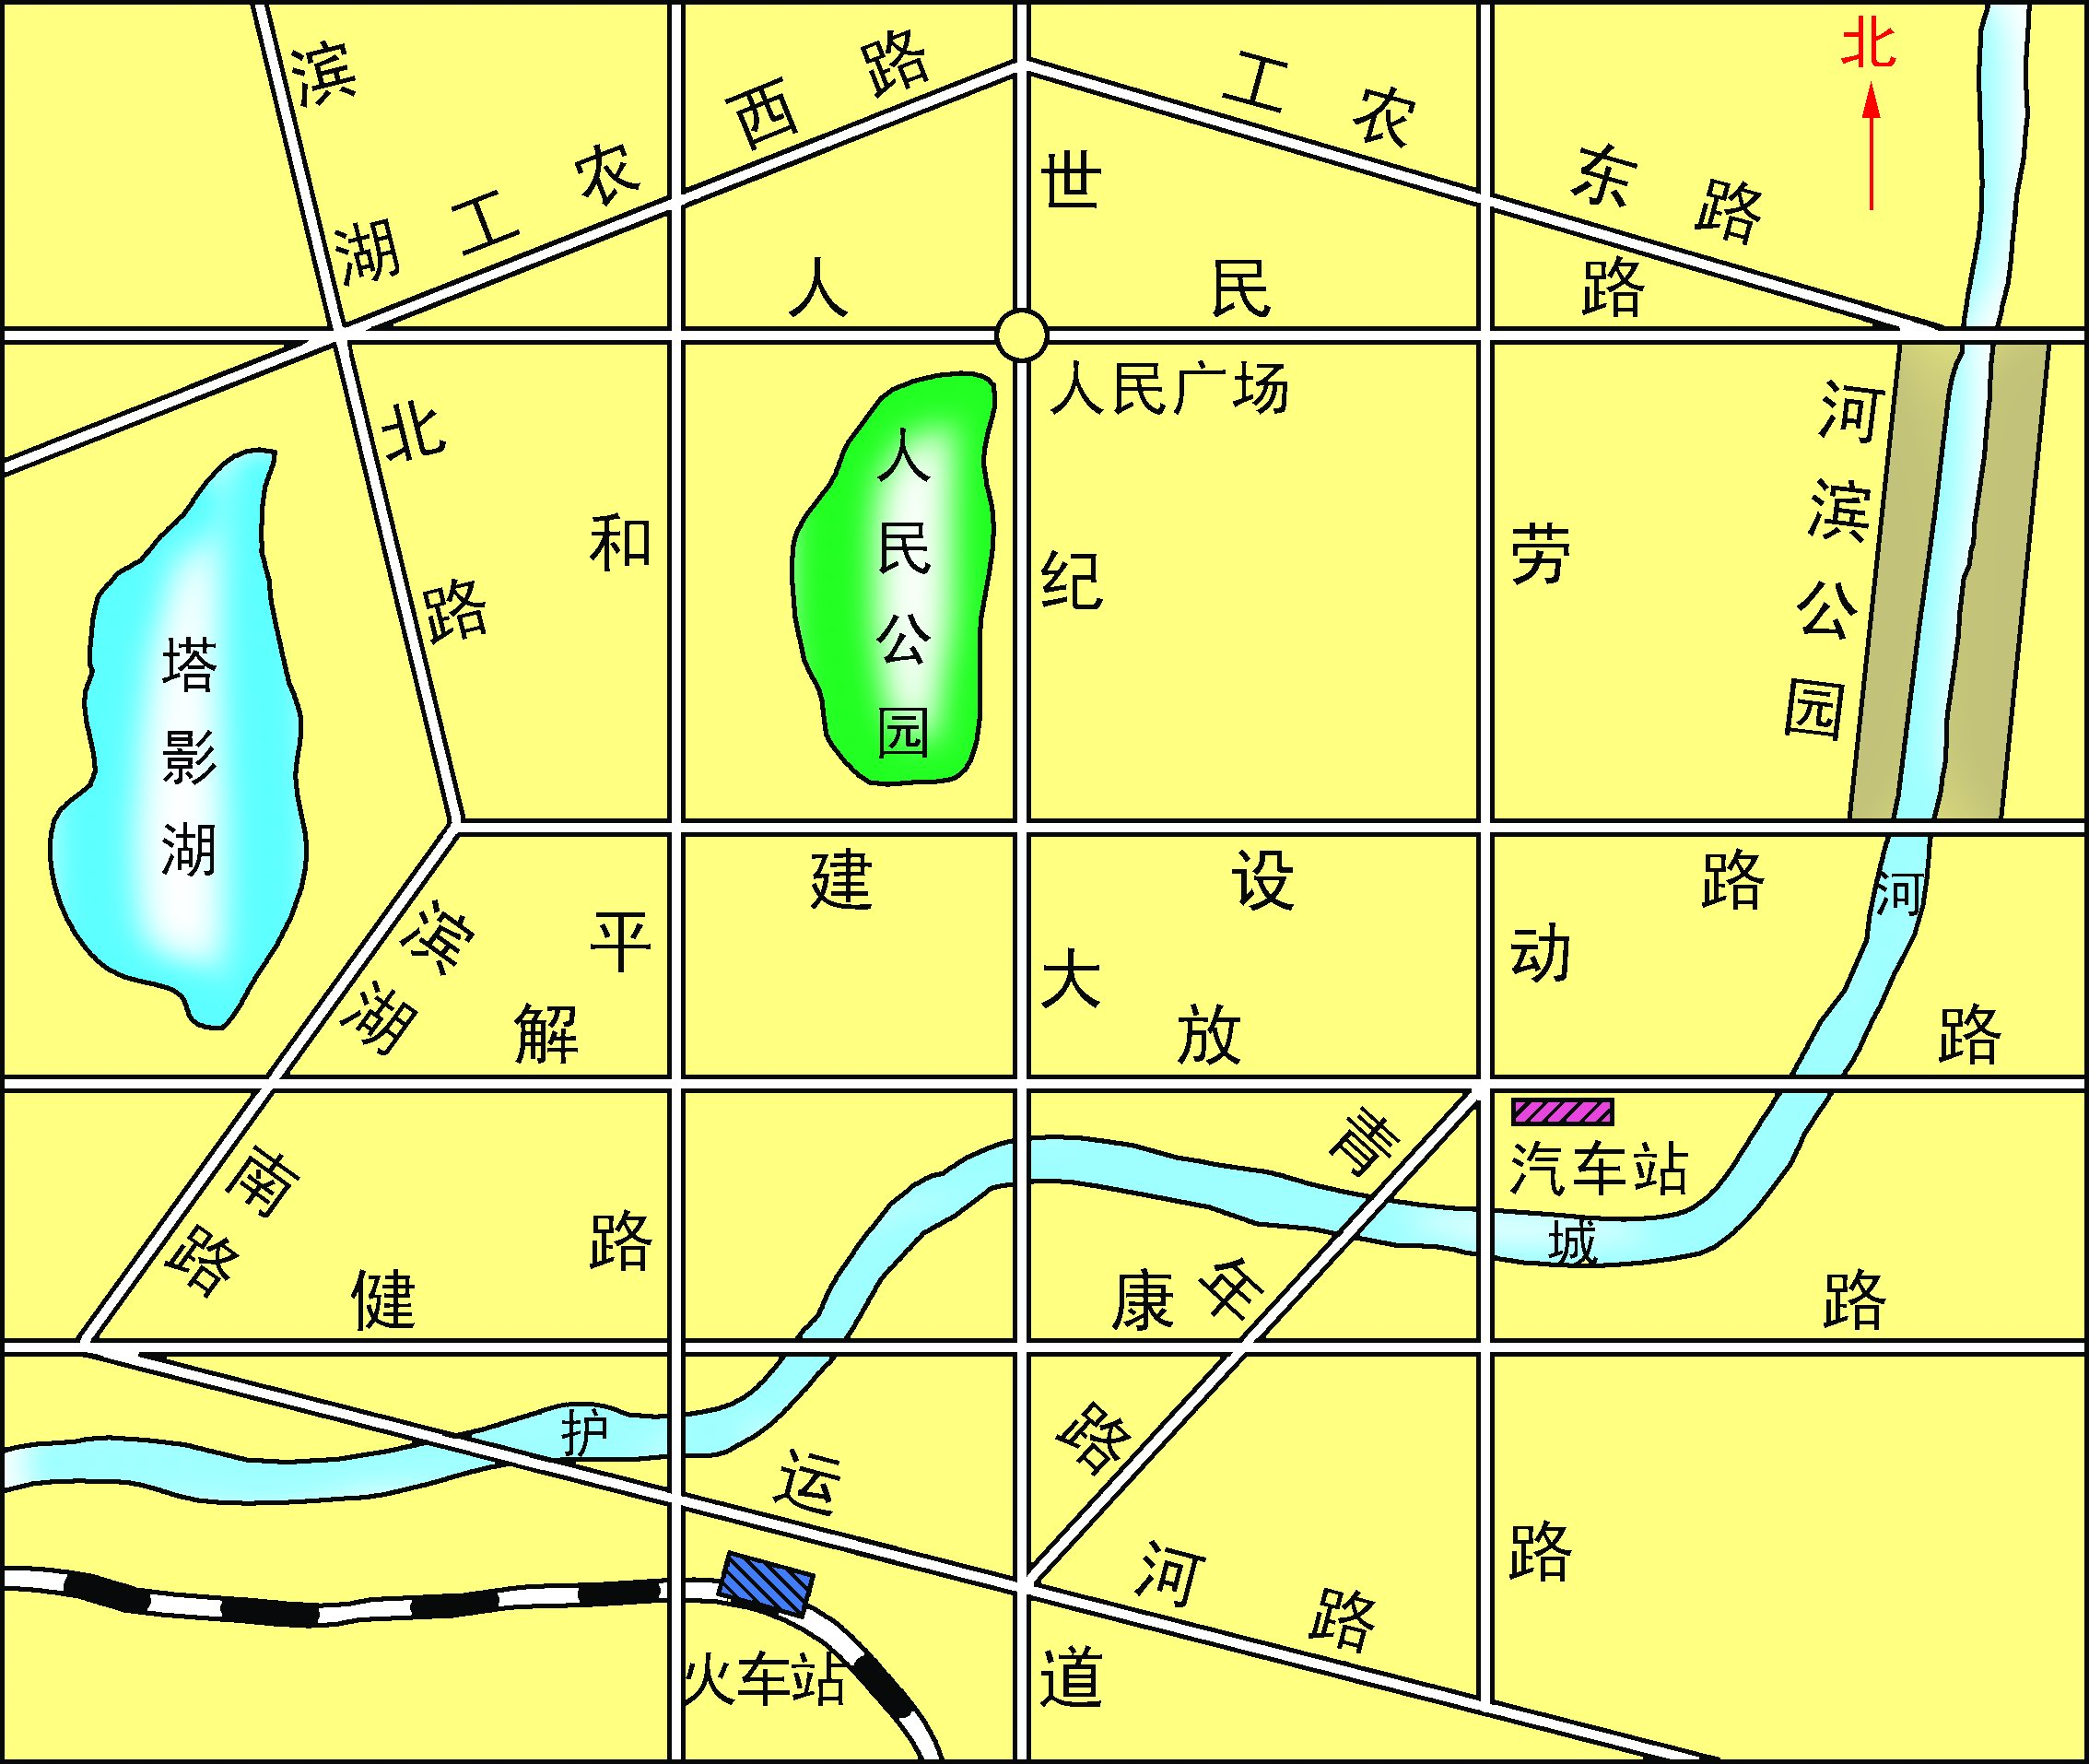 北
滨湖北路
工农西路
工农东路
人民路
人民广场
世纪大道
和平路
劳动路
人民公园
河滨公园
塔影湖
建设路
滨湖南路
解放路
汽车站
青年路
护城河
健康路
运河路
火车站